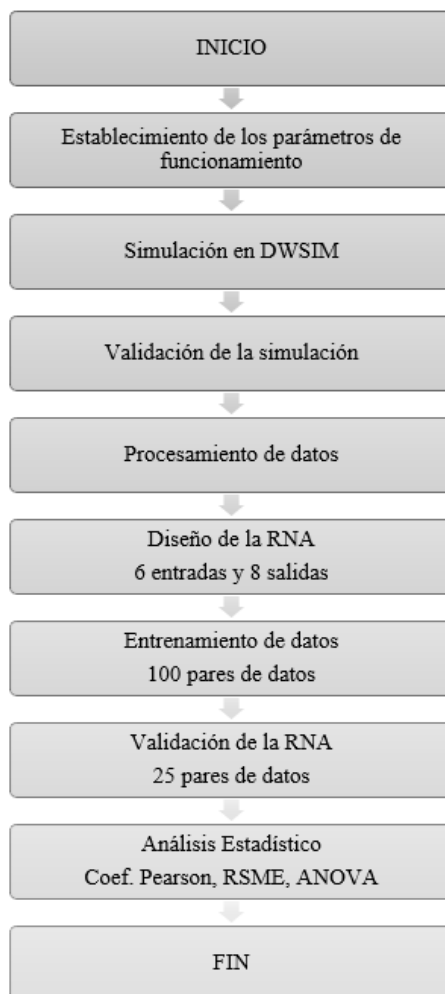 INICIO
Establecimiento de los parámetros de
funcionamiento
Simulación en DWSIM
Validación de la simulación
Procesamiento de datos
Diseño de la RNA
6 entradas y 8 salidas
Entrenamiento de datos
100 pares de datos
Validación de la RNA
25 pares de datos
Análisis Estadístico
Coef. Pearson, RSME, ANOVA
FIN